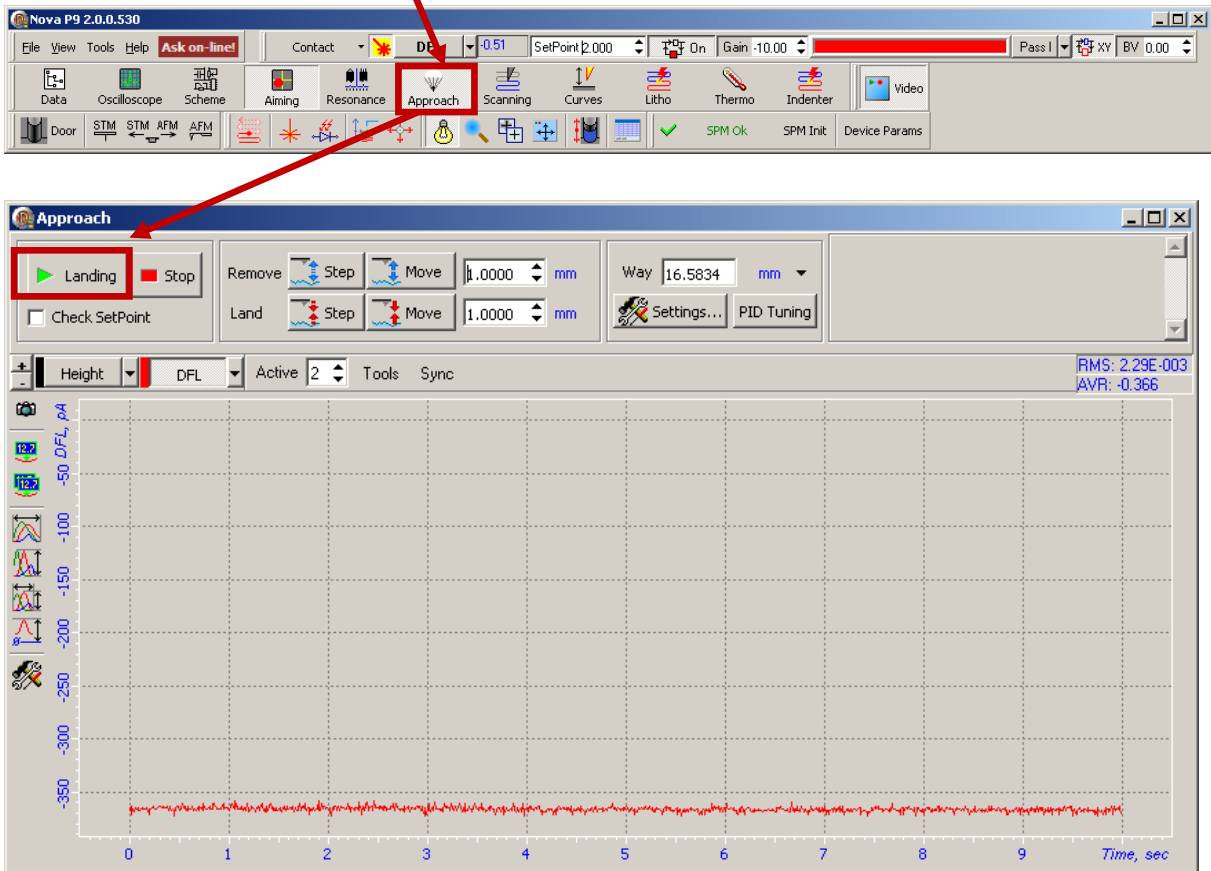 Nova P9 2.0.0.530
File View Tools Help Ask on-line! Contact DFL -0.51 SetPoint 2.000 On Gain -10.00 Pass I XY BV 0.00
Data Oscilloscope Scheme Aiming Resonance Approach Scanning Curves Litho Thermo Indenter Video
Door STM STM AFM AFM SPM Ok SPM Init Device Params
Approach
Landing Stop Remove Step Move 1.0000 mm Way 16.5834 mm
Check SetPoint Land Step Move 1.0000 mm Settings... PID Tuning
+
-
Height DFL Active 2 Tools Sync
RMS: 2.29E-003
AVR: -0.366
12.7
12.7
DFL, pA
-50
-100
-150
-200
-250
-300
-350
0 1 2 3 4 5 6 7 8 9 Time, sec